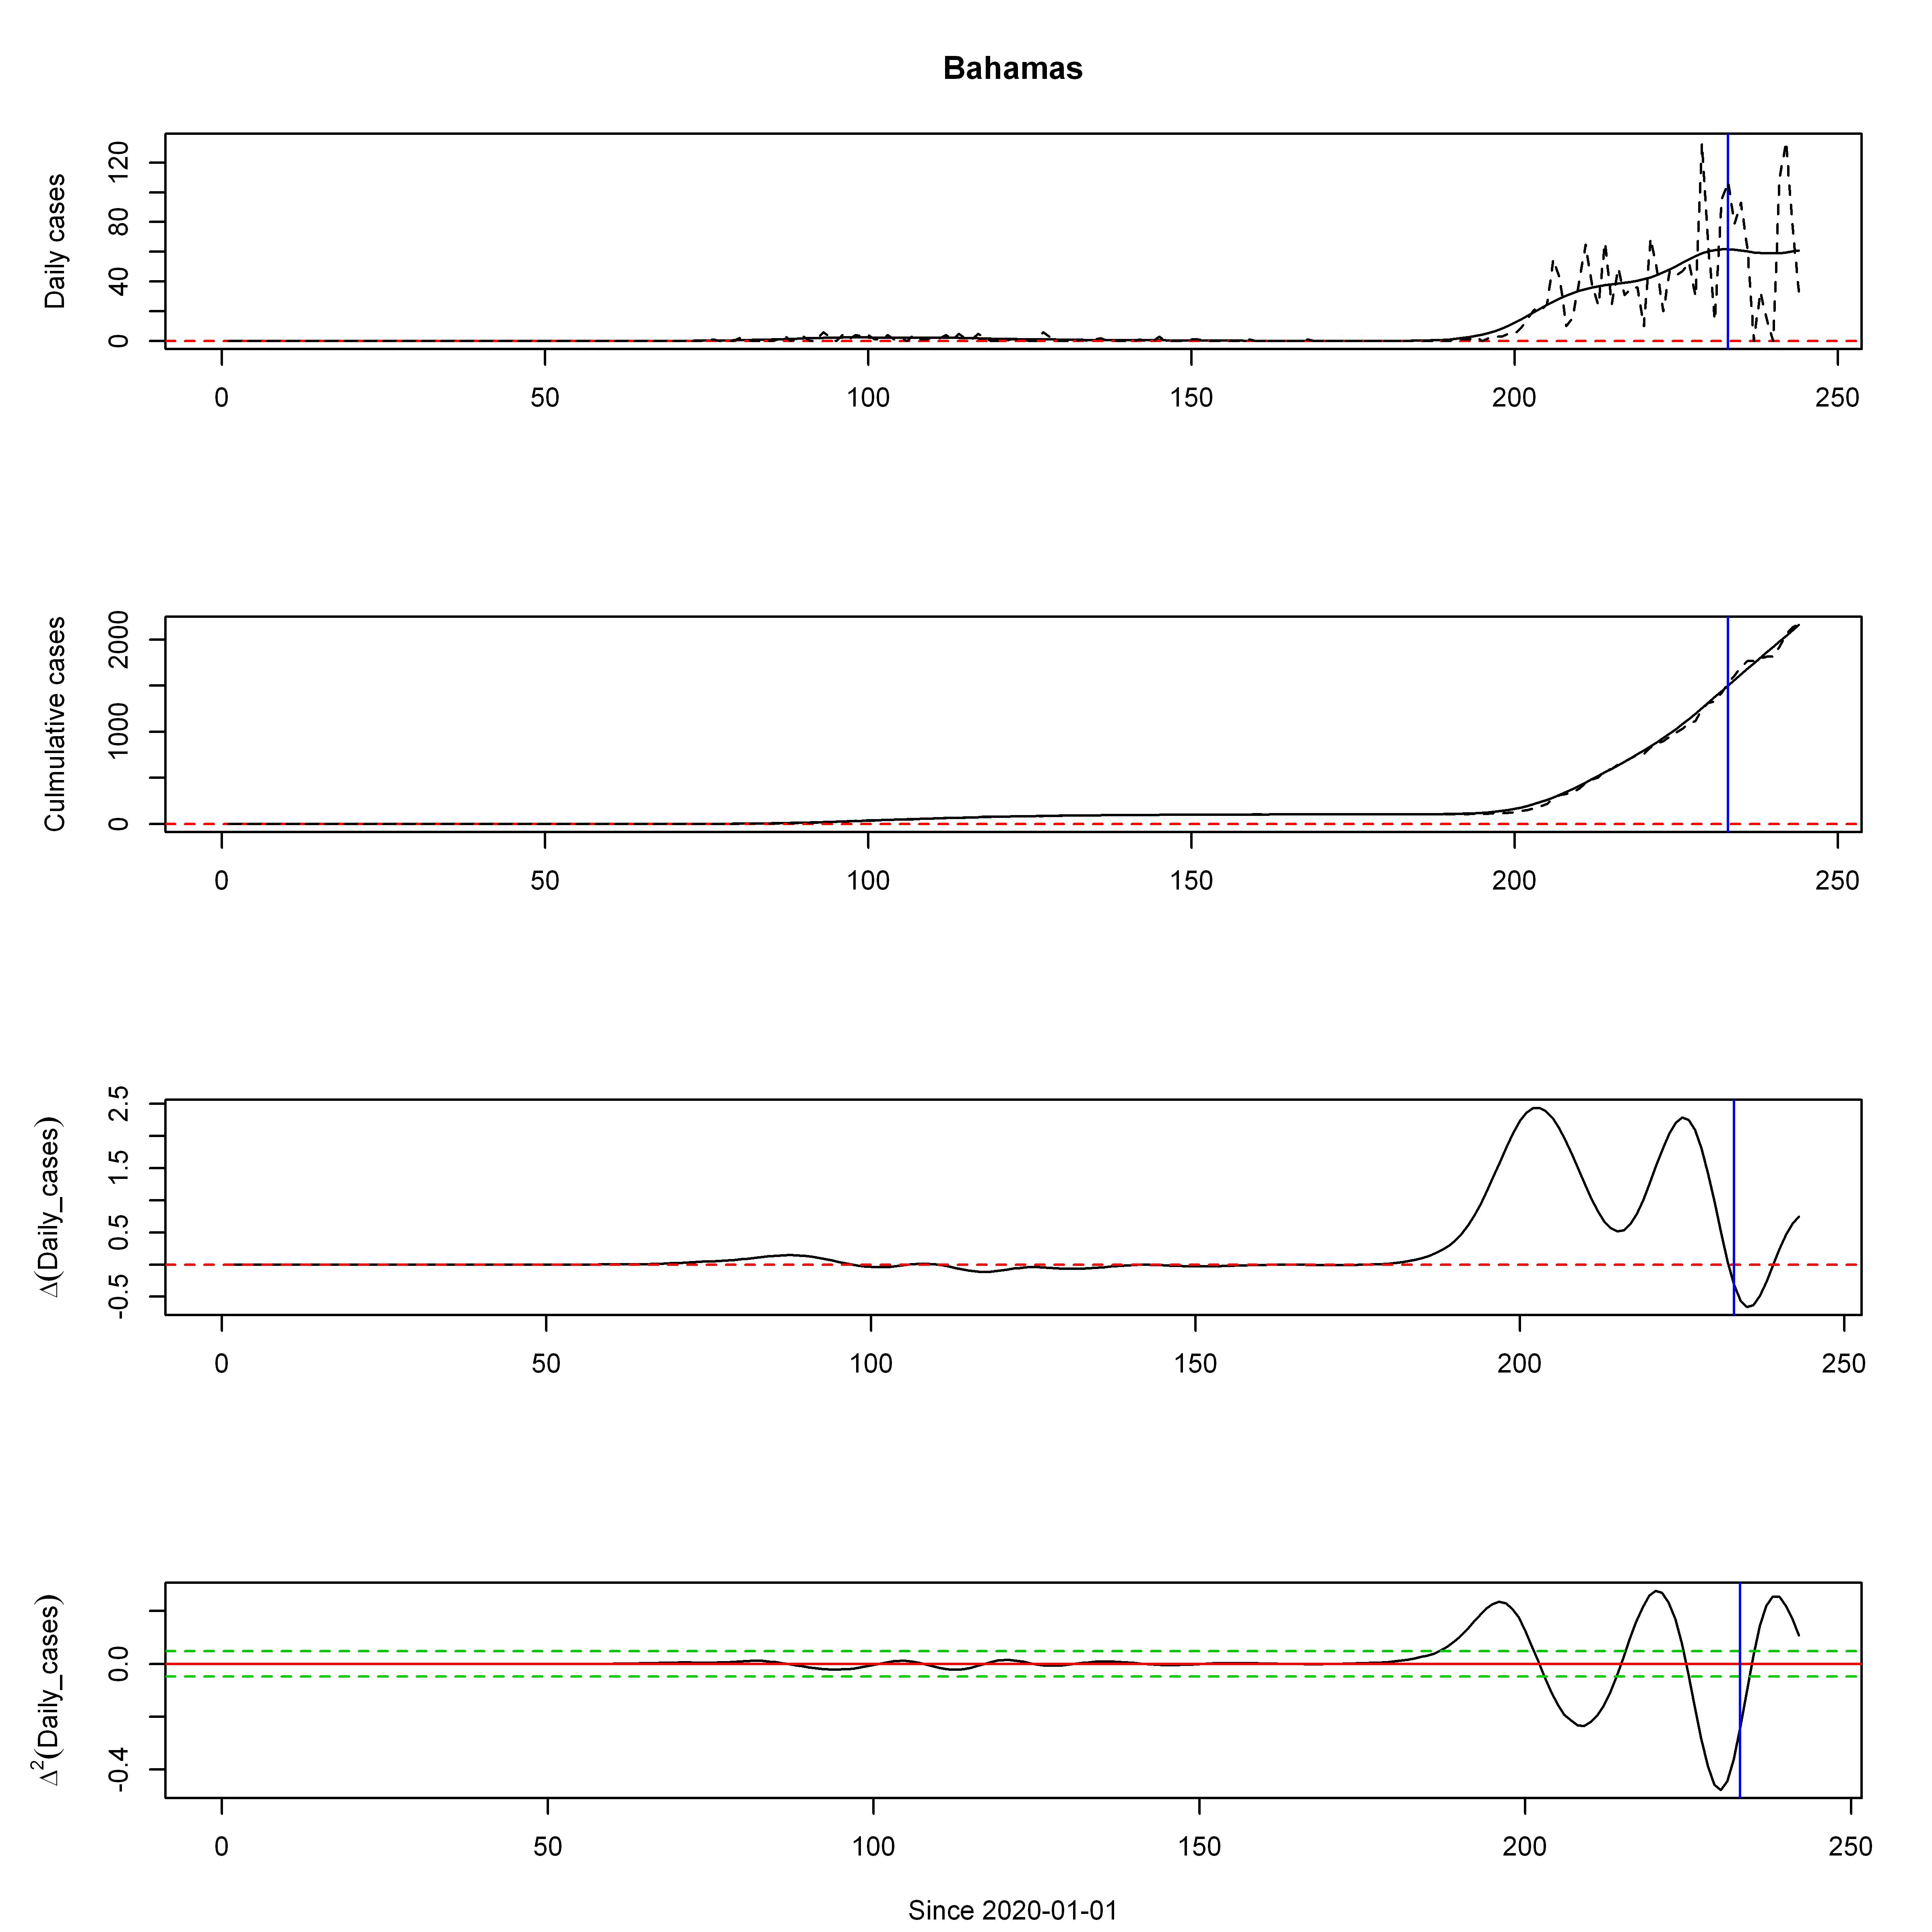 Bahamas
Daily cases
0 40 80 120
0 50 100 150 200 250
Culmulative cases
0 1000 2000
0 50 100 150 200 250
Δ(Daily_cases)
-0.5 0.5 1.5 2.5
0 50 100 150 200 250
Δ²(Daily_cases)
-0.4 0.0
0 50 100 150 200 250
Since 2020-01-01